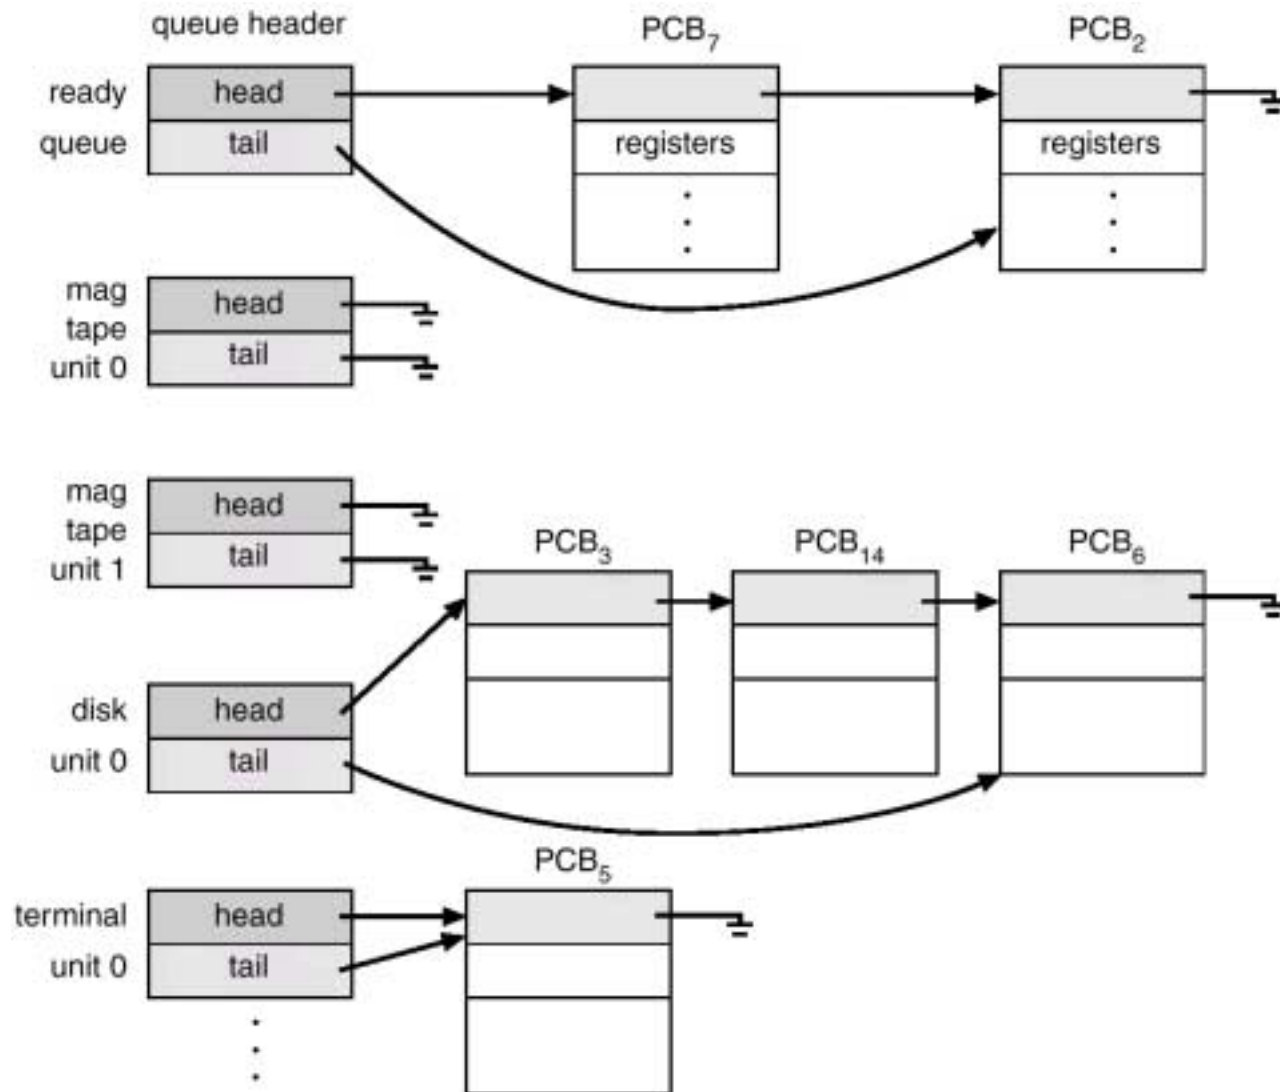 queue header
PCB7
PCB2
ready
queue
head
tail
registers
registers
mag
tape
unit 0
head
tail
mag
tape
unit 1
head
tail
PCB3
PCB14
PCB6
disk
unit 0
head
tail
PCB5
terminal
unit 0
head
tail